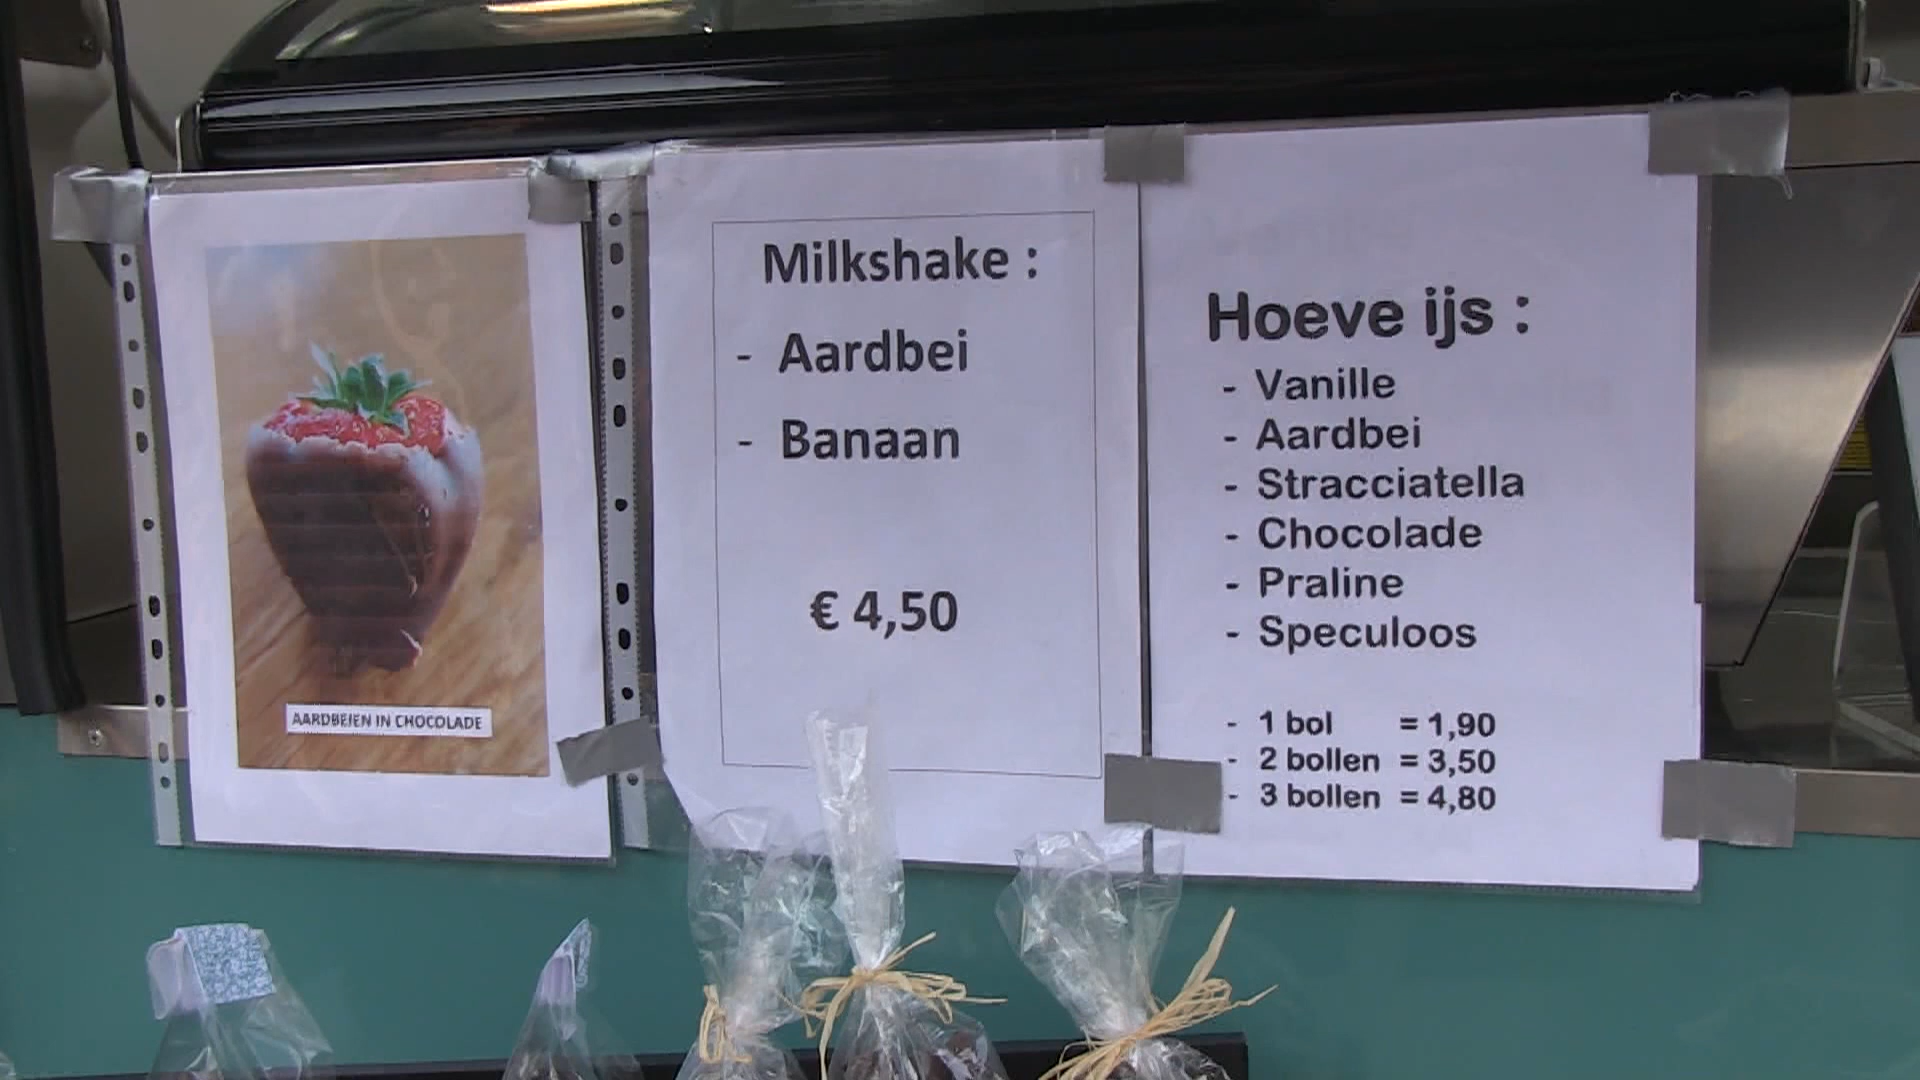 AARDBEIEN IN CHOCOLADE
Milkshake :
- Aardbei
- Banaan
€ 4,50
Hoeve ijs :
- Vanille
- Aardbei
- Stracciatella
- Chocolade
- Praline
- Speculoos
- 1 bol = 1,90
- 2 bollen = 3,50
- 3 bollen = 4,80